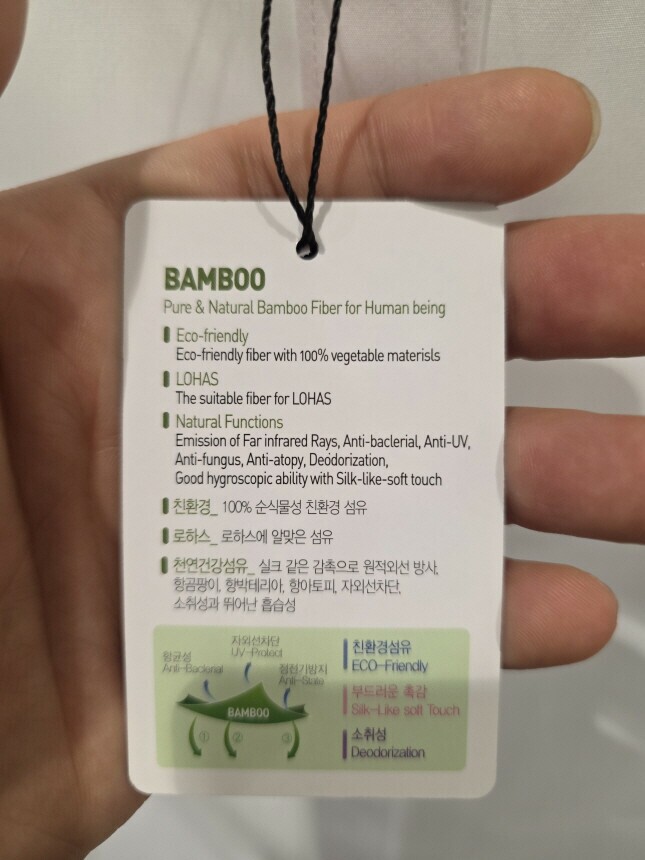 BAMBOO
Pure & Natural Bamboo Fiber for Human being
Eco-friendly
Eco-friendly fiber with 100% vegetable materisls
LOHAS
The suitable fiber for LOHAS
Natural Functions
Emission of Far infrared Rays, Anti-baclerial, Anti-UV,
Anti-fungus, Anti-atopy, Deodorization,
Good hygroscopic ability with Silk-like-soft touch
친환경_ 100% 순식물성 친환경 섬유
로하스_ 로하스에 알맞은 섬유
천연건강섬유_ 실크 같은 감촉으로 원적외선 방사,
항곰팡이, 항박테리아, 항아토피, 자외선차단,
소취성과 뛰어난 흡습성
자외선차단
UV-Protect
항균성
Anti-Bacterial
정전기방지
Anti-State
BAMBOO
① ② ③
친환경섬유
ECO-Friendly
부드러운 촉감
Silk-Like soft Touch
소취성
Deodorization